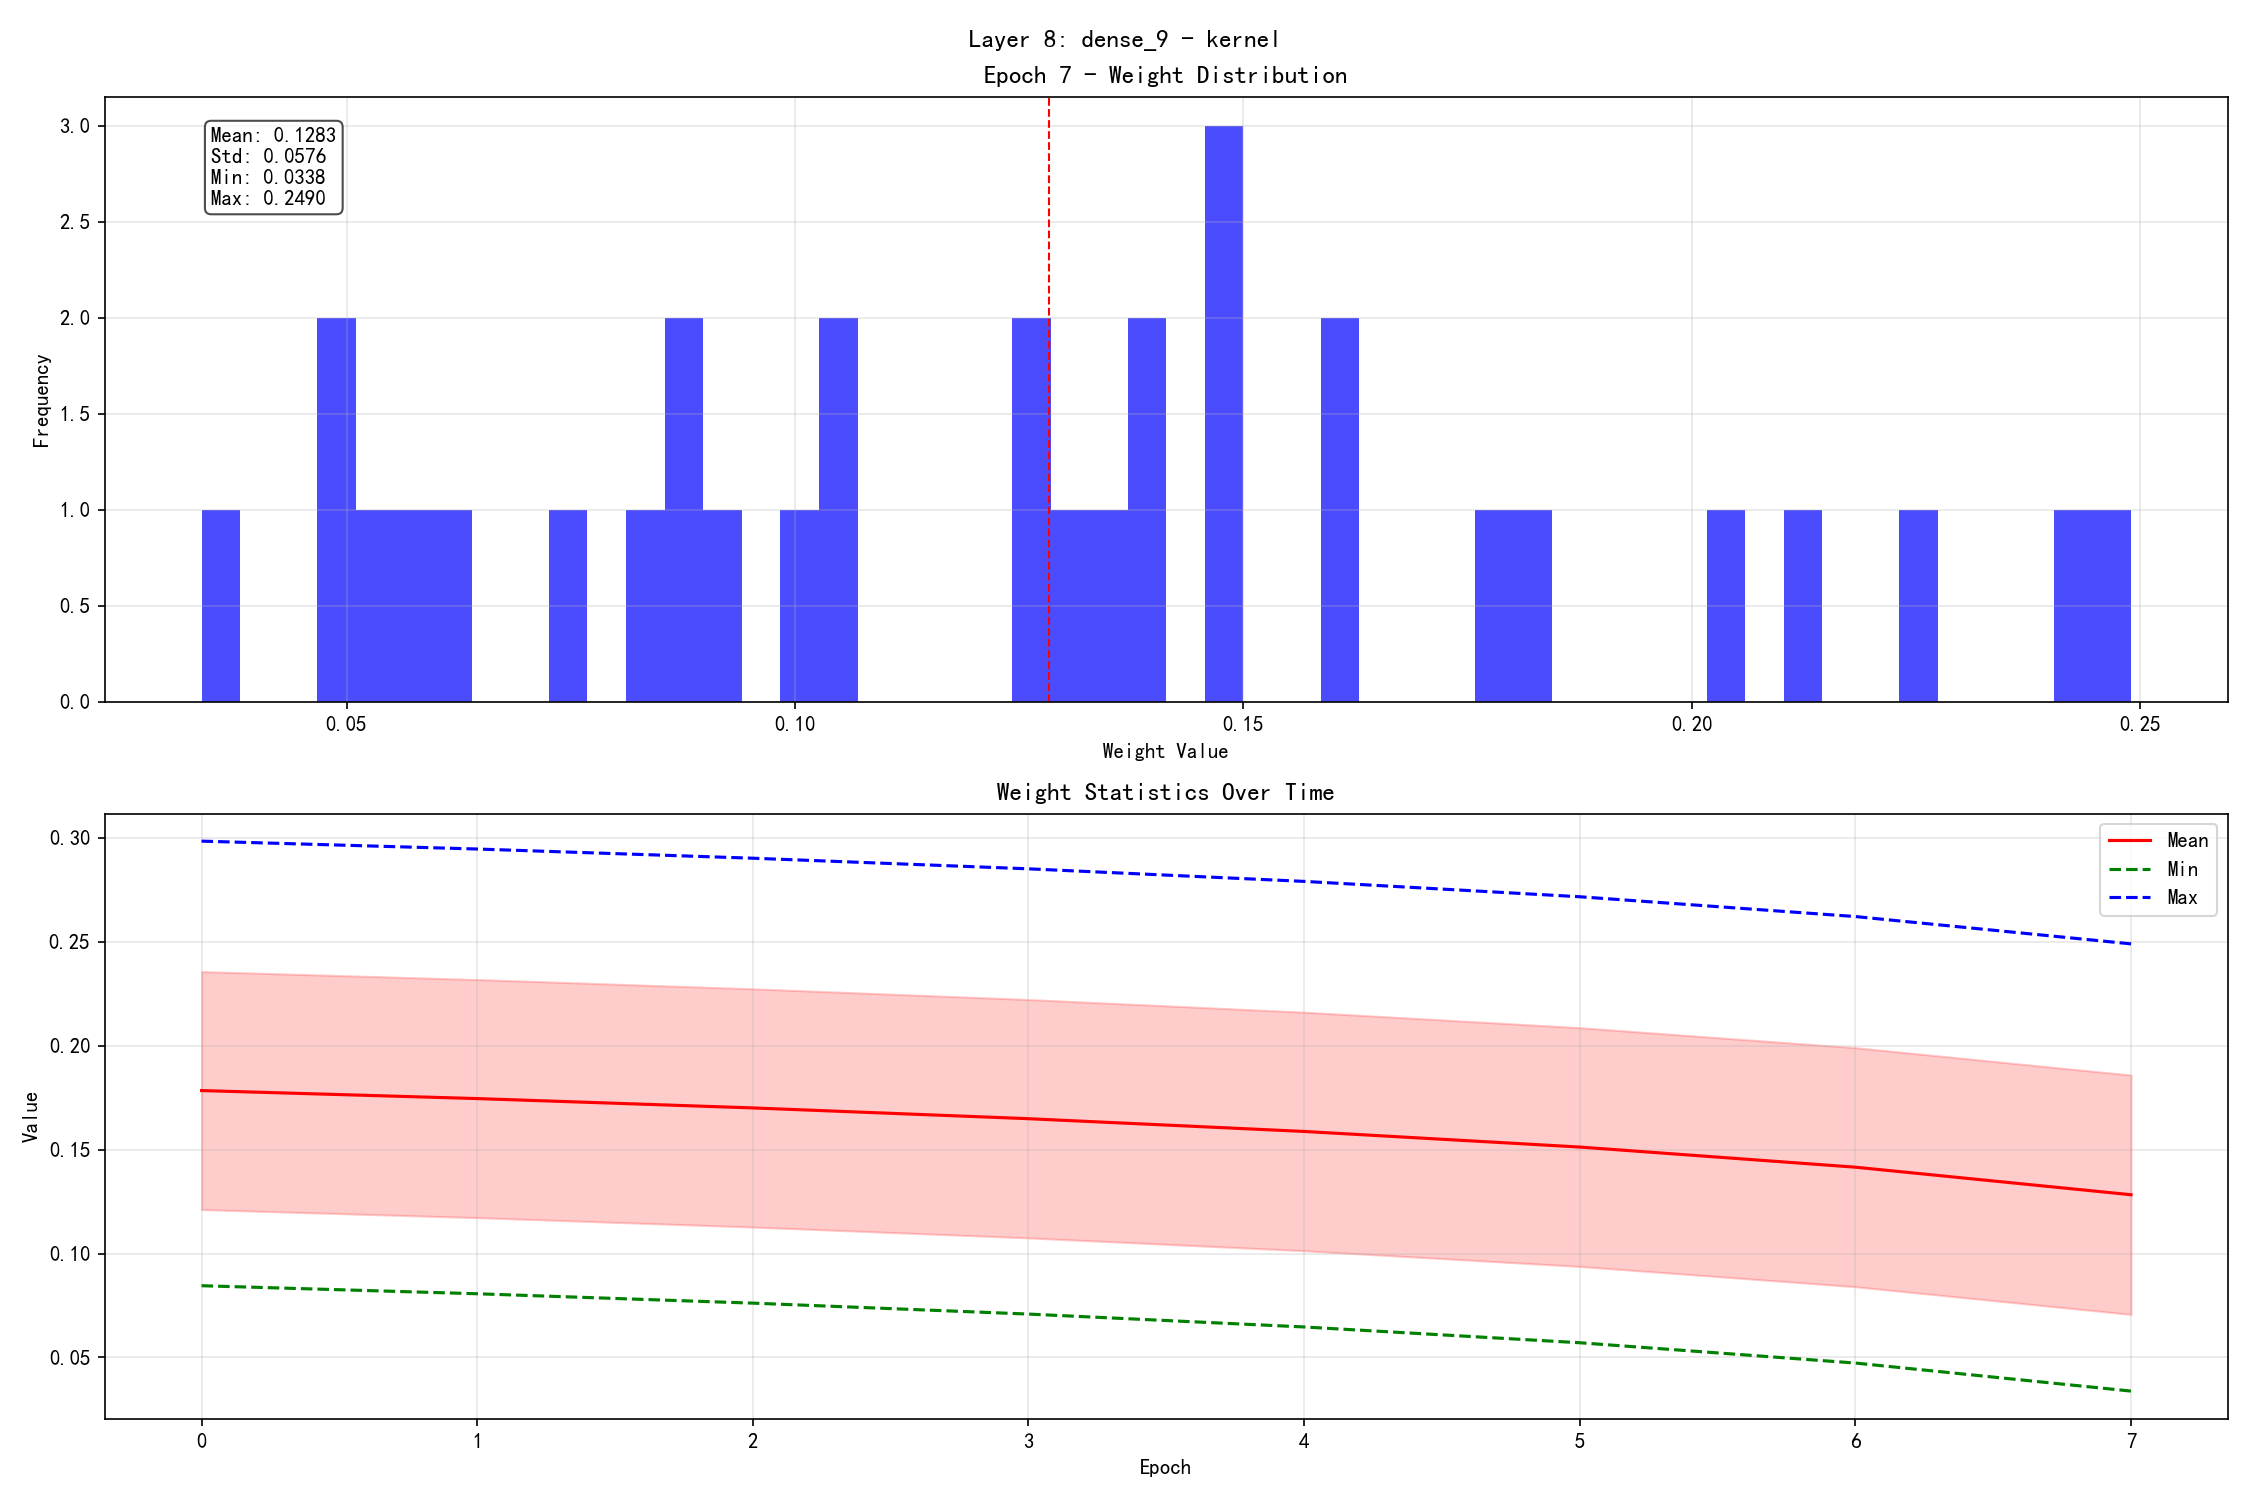 Layer 8: dense_9 - kernel
Epoch 7 - Weight Distribution
3.0
2.5
2.0
1.5
1.0
0.5
0.0
Frequency
Mean: 0.1283
Std: 0.0576
Min: 0.0338
Max: 0.2490
0.05 0.10 0.15 0.20 0.25
Weight Value
Weight Statistics Over Time
0.30
0.25
0.20
0.15
0.10
0.05
Value
Mean
Min
Max
0 1 2 3 4 5 6 7
Epoch